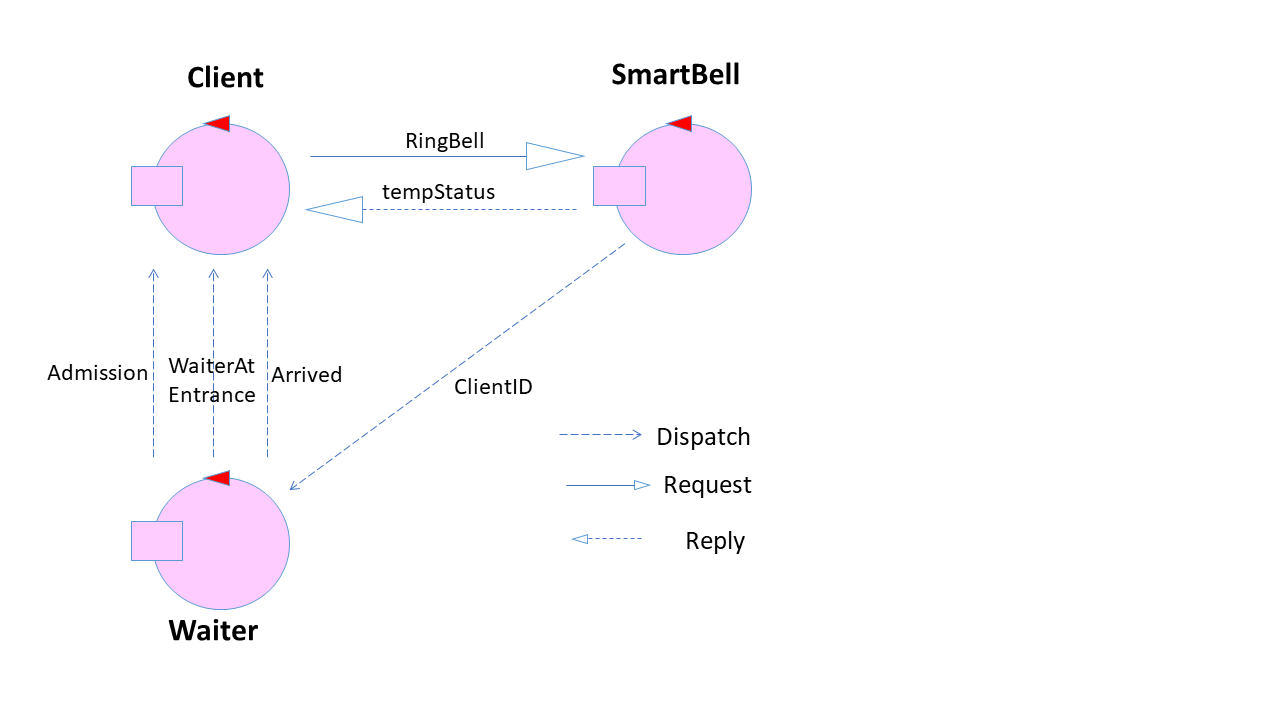 Client
SmartBell
RingBell
tempStatus
Admission
WaiterAt
Entrance
Arrived
ClientID
Dispatch
Request
Reply
Waiter